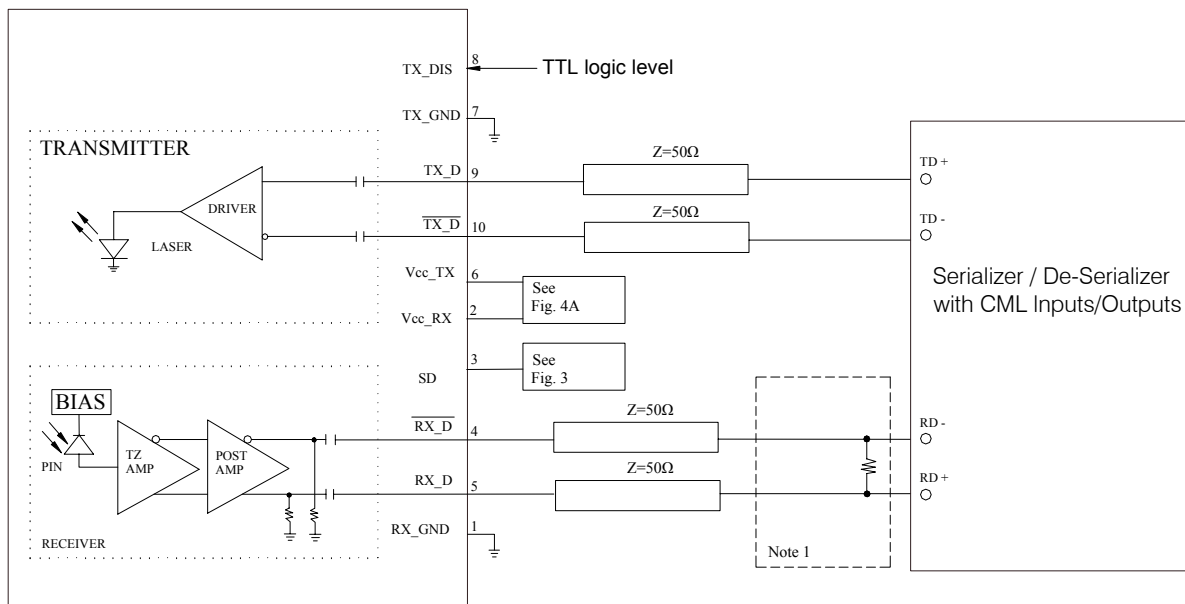 TX_DIS
8
TTL logic level
TX_GND
7
TRANSMITTER
DRIVER
LASER
TX_D
9
Z=50Ω
TD +
TX_D
10
Z=50Ω
TD -
Vcc_TX
6
See
Fig. 4A
Vcc_RX
2
Serializer / De-Serializer
with CML Inputs/Outputs
SD
3
See
Fig. 3
BIAS
PIN
TZ
AMP
POST
AMP
RX_D
4
Z=50Ω
RD -
RX_D
5
Z=50Ω
RD +
RX_GND
1
RECEIVER
Note 1